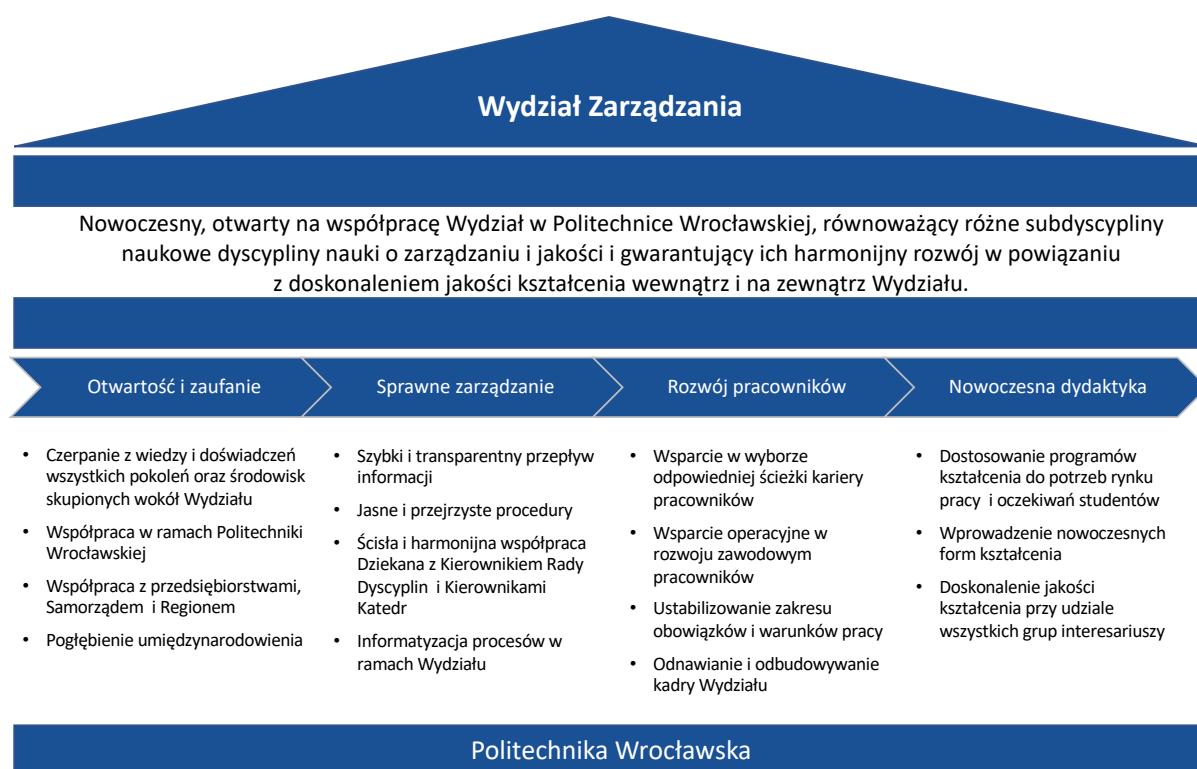 Wydział Zarządzania
Nowoczesny, otwarty na współpracę Wydział w Politechnice Wrocławskiej, równoważący różne subdyscypliny
naukowe dyscypliny nauki o zarządzaniu i jakości i gwarantujący ich harmonijny rozwój w powiązaniu
z doskonaleniem jakości kształcenia wewnątrz i na zewnątrz Wydziału.
Otwartość i zaufanie
Sprawne zarządzanie
Rozwój pracowników
Nowoczesna dydaktyka
• Czerpanie z wiedzy i doświadczeń
wszystkich pokoleń oraz środowisk
skupionych wokół Wydziału
• Współpraca w ramach Politechniki
Wrocławskiej
• Współpraca z przedsiębiorstwami,
Samorządem i Regionem
• Pogłębienie umiędzynarodowienia
• Szybki i transparentny przepływ
informacji
• Jasne i przejrzyste procedury
• Ścisła i harmonijna współpraca
Dziekana z Kierownikiem Rady
Dyscyplin i Kierownikami
Katedr
• Informatyzacja procesów w
ramach Wydziału
• Wsparcie w wyborze
odpowiedniej ścieżki kariery
pracowników
• Wsparcie operacyjne w
rozwoju zawodowym
pracowników
• Ustabilizowanie zakresu
obowiązków i warunków pracy
• Odnawianie i odbudowywanie
kadry Wydziału
• Dostosowanie programów
kształcenia do potrzeb rynku
pracy i oczekiwań studentów
• Wprowadzenie nowoczesnych
form kształcenia
• Doskonalenie jakości
kształcenia przy udziale
wszystkich grup interesariuszy
Politechnika Wrocławska